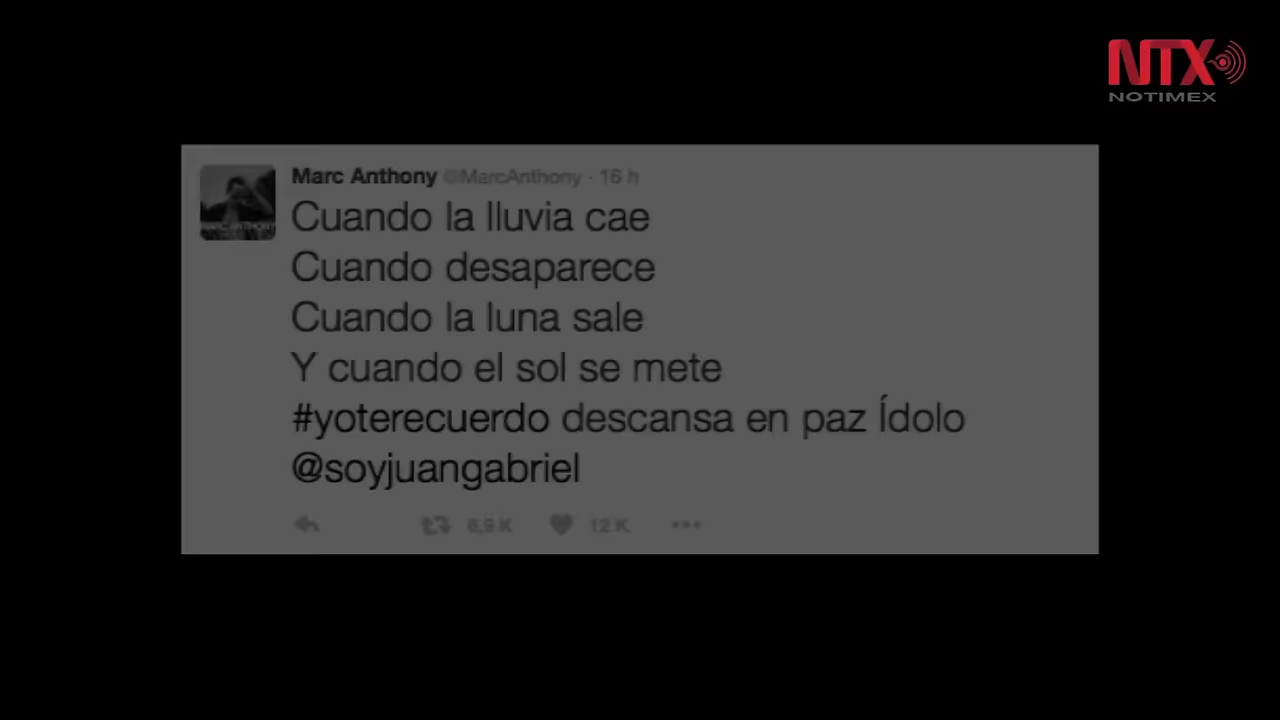 NTX
NOTIMEX
Marc Anthony @MarcAnthony · 16 h
Cuando la lluvia cae
Cuando desaparece
Cuando la luna sale
Y cuando el sol se mete
#yoterecuerdo descansa en paz Ídolo
@soyjuangabriel
6,9 K 12 K